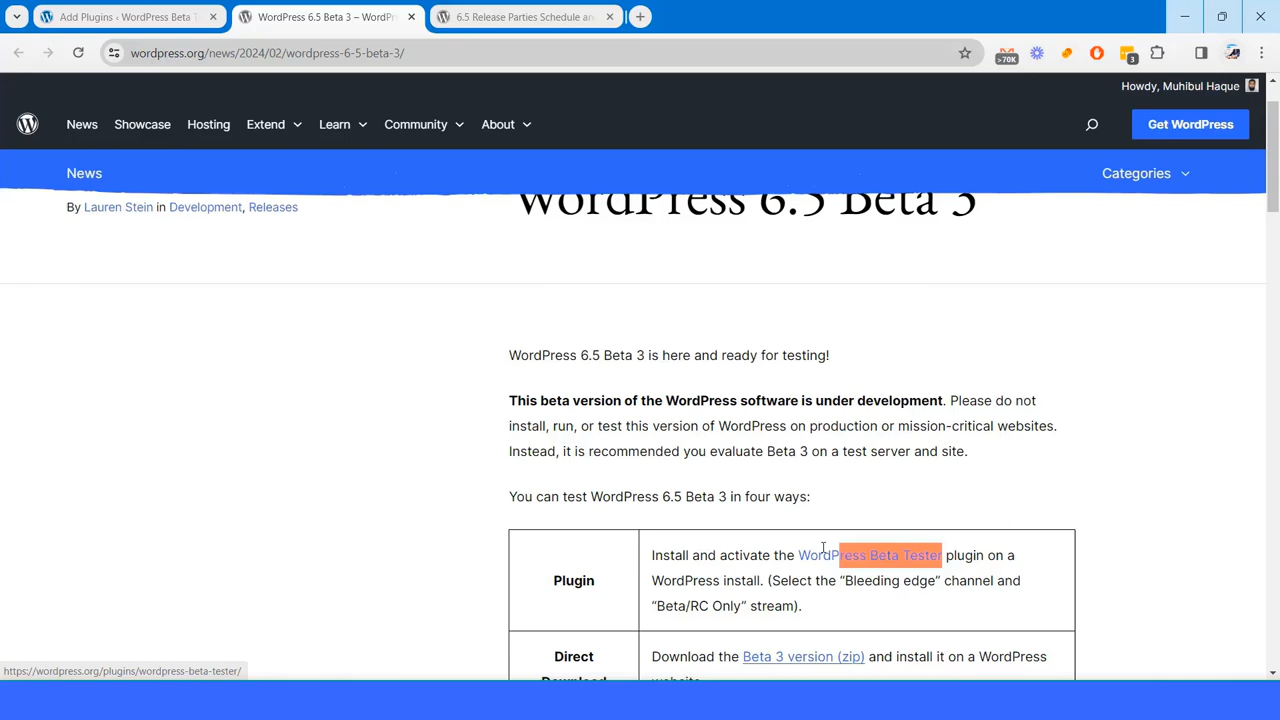 Add Plugins ‹ WordPress Beta T
WordPress 6.5 Beta 3 – WordPr
6.5 Release Parties Schedule an
wordpress.org/news/2024/02/wordpress-6-5-beta-3/
>70K
3
Howdy, Muhibul Haque
News Showcase Hosting Extend Learn Community About Get WordPress
News Categories
WordPress 6.5 Beta 3
By Lauren Stein in Development, Releases
WordPress 6.5 Beta 3 is here and ready for testing!
This beta version of the WordPress software is under development. Please do not
install, run, or test this version of WordPress on production or mission-critical websites.
Instead, it is recommended you evaluate Beta 3 on a test server and site.
You can test WordPress 6.5 Beta 3 in four ways:
Plugin
Install and activate the WordPress Beta Tester plugin on a
WordPress install. (Select the “Bleeding edge” channel and
“Beta/RC Only” stream).
Direct
Download
Download the Beta 3 version (zip) and install it on a WordPress
website.
https://wordpress.org/plugins/wordpress-beta-tester/